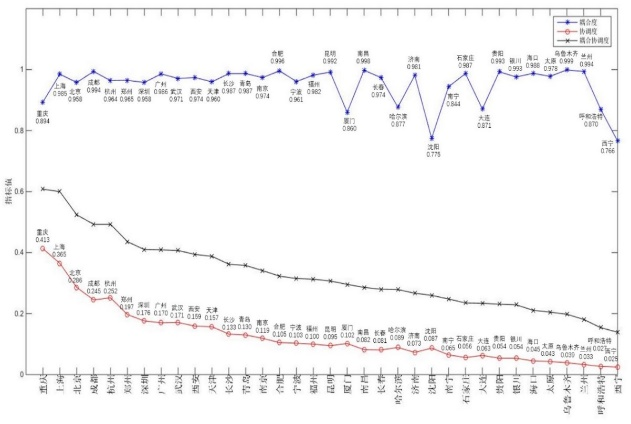 耦合度
协调度
耦合协调度
指标值
1
0.8
0.6
0.4
0.2
0
重庆
0.894
上海
0.985
北京
0.958
成都
0.994
杭州
0.964
郑州
0.965
深圳
0.958
广州
0.986
武汉
0.971
西安
0.974
天津
0.960
长沙
0.987
青岛
0.987
南京
0.974
合肥
0.996
宁波
0.961
福州
0.982
昆明
0.992
厦门
0.860
南昌
0.998
长春
0.974
哈尔滨
0.877
济南
0.981
沈阳
0.775
南宁
0.944
石家庄
0.987
大连
0.871
贵阳
0.993
银川
0.993
海口
0.988
太原
0.978
乌鲁木齐
0.999
兰州
0.994
呼和浩特
0.870
西宁
0.766
重庆
0.413
上海
0.365
北京
0.286
成都
0.245
杭州
0.252
郑州
0.197
深圳
0.176
广州
0.170
武汉
0.171
西安
0.159
天津
0.157
长沙
0.133
青岛
0.130
南京
0.119
合肥
0.105
宁波
0.103
福州
0.100
昆明
0.095
厦门
0.102
南昌
0.082
长春
0.081
哈尔滨
0.089
济南
0.073
沈阳
0.087
南宁
0.065
石家庄
0.056
大连
0.063
贵阳
0.054
银川
0.054
海口
0.045
太原
0.043
乌鲁木齐
0.039
兰州
0.033
呼和浩特
西宁
0.025
重庆 上海 北京 成都 杭州 郑州 深圳 广州 武汉 西安 天津 长沙 青岛 南京 合肥 宁波 福州 昆明 厦门 南昌 长春 哈尔滨 济南 沈阳 南宁 石家庄 大连 贵阳 银川 海口 太原 乌鲁木齐 兰州 呼和浩特 西宁